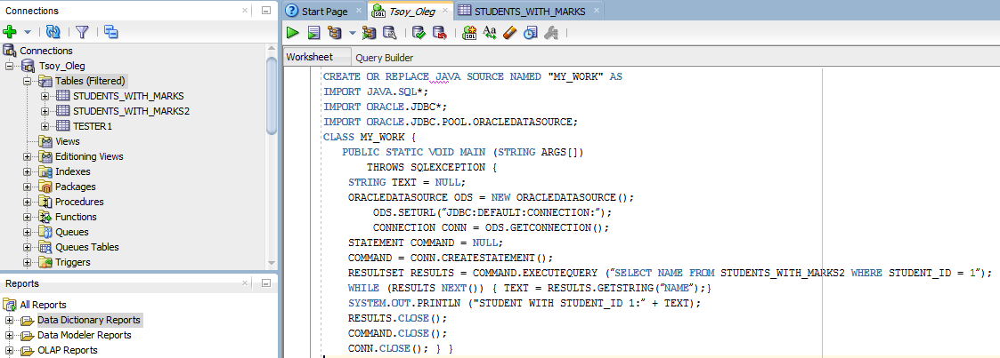 Connections
Connections
Tsoy_Oleg
Tables (Filtered)
STUDENTS_WITH_MARKS
STUDENTS_WITH_MARKS2
TESTER1
Views
Editioning Views
Indexes
Packages
Procedures
Functions
Queues
Queues Tables
Triggers
Reports
All Reports
Data Dictionary Reports
Data Modeler Reports
OLAP Reports
Start Page
Tsoy_Oleg
STUDENTS_WITH_MARKS
SQL
SQL
Aa
Worksheet
Query Builder
CREATE OR REPLACE JAVA SOURCE NAMED "MY_WORK" AS
IMPORT JAVA.SQL*;
IMPORT ORACLE.JDBC*;
IMPORT ORACLE.JDBC.POOL.ORACLEDATASOURCE;
CLASS MY_WORK {
PUBLIC STATIC VOID MAIN (STRING ARGS[])
THROWS SQLEXCEPTION {
STRING TEXT = NULL;
ORACLEDATASOURCE ODS = NEW ORACLEDATASOURCE();
ODS.SETURL(“JDBC:DEFAULT:CONNECTION:”);
CONNECTION CONN = ODS.GETCONNECTION();
STATEMENT COMMAND = NULL;
COMMAND = CONN.CREATESTATEMENT();
RESULTSET RESULTS = COMMAND.EXECUTEQUERY (“SELECT NAME FROM STUDENTS_WITH_MARKS2 WHERE STUDENT_ID = 1”);
WHILE (RESULTS NEXT()) { TEXT = RESULTS.GETSTRING(“NAME”);}
SYSTEM.OUT.PRINTLN ("STUDENT WITH STUDENT_ID 1:” + TEXT);
RESULTS.CLOSE();
COMMAND.CLOSE();
CONN.CLOSE(); } }